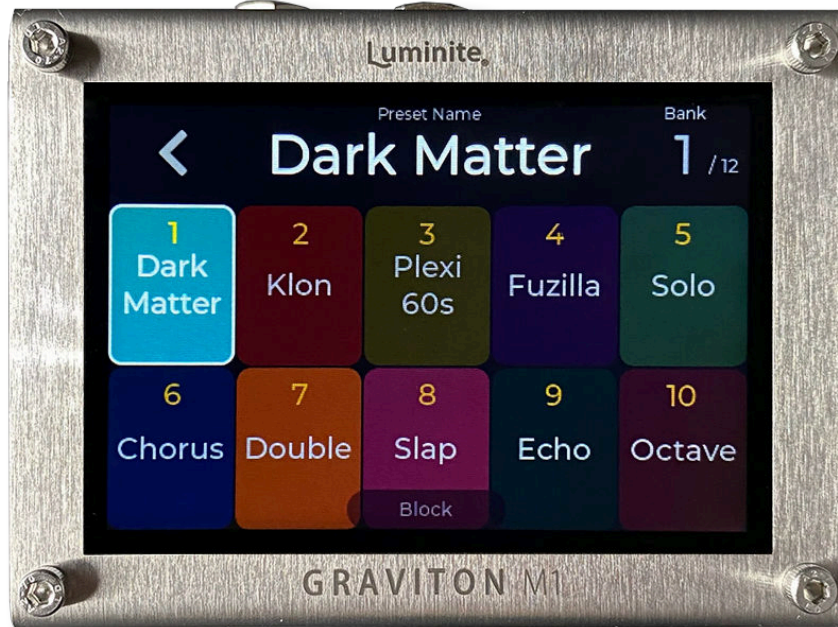 Luminite
Preset Name
Bank
Dark Matter
1 / 12
1
Dark
Matter
2
Klon
3
Plexi
60s
4
Fuzilla
5
Solo
6
Chorus
7
Double
8
Slap
9
Echo
10
Octave
Block
GRAVITON M1